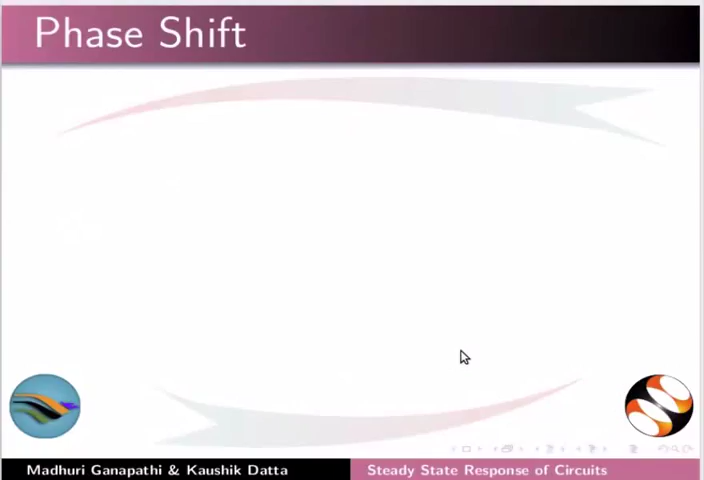 Phase Shift
Madhuri Ganapathi & Kaushik Datta
Steady State Response of Circuits